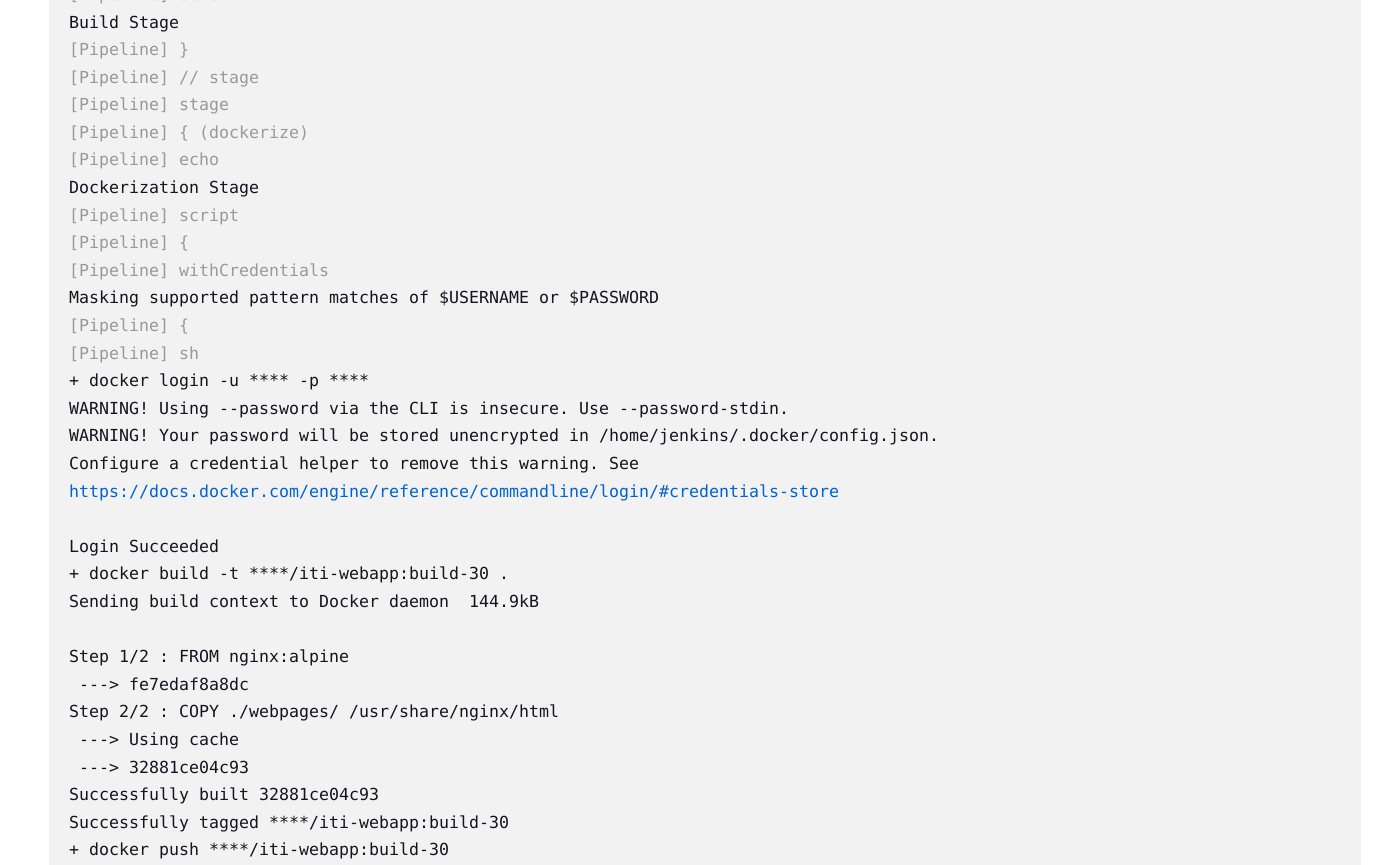 Build Stage
[Pipeline] }
[Pipeline] // stage
[Pipeline] stage
[Pipeline] { (dockerize)
[Pipeline] echo
Dockerization Stage
[Pipeline] script
[Pipeline] {
[Pipeline] withCredentials
Masking supported pattern matches of $USERNAME or $PASSWORD
[Pipeline] {
[Pipeline] sh
+ docker login -u **** -p ****
WARNING! Using --password via the CLI is insecure. Use --password-stdin.
WARNING! Your password will be stored unencrypted in /home/jenkins/.docker/config.json.
Configure a credential helper to remove this warning. See
https://docs.docker.com/engine/reference/commandline/login/#credentials-store

Login Succeeded
+ docker build -t ****/iti-webapp:build-30 .
Sending build context to Docker daemon  144.9kB

Step 1/2 : FROM nginx:alpine
 ---> fe7edaf8a8dc
Step 2/2 : COPY ./webpages/ /usr/share/nginx/html
 ---> Using cache
 ---> 32881ce04c93
Successfully built 32881ce04c93
Successfully tagged ****/iti-webapp:build-30
+ docker push ****/iti-webapp:build-30